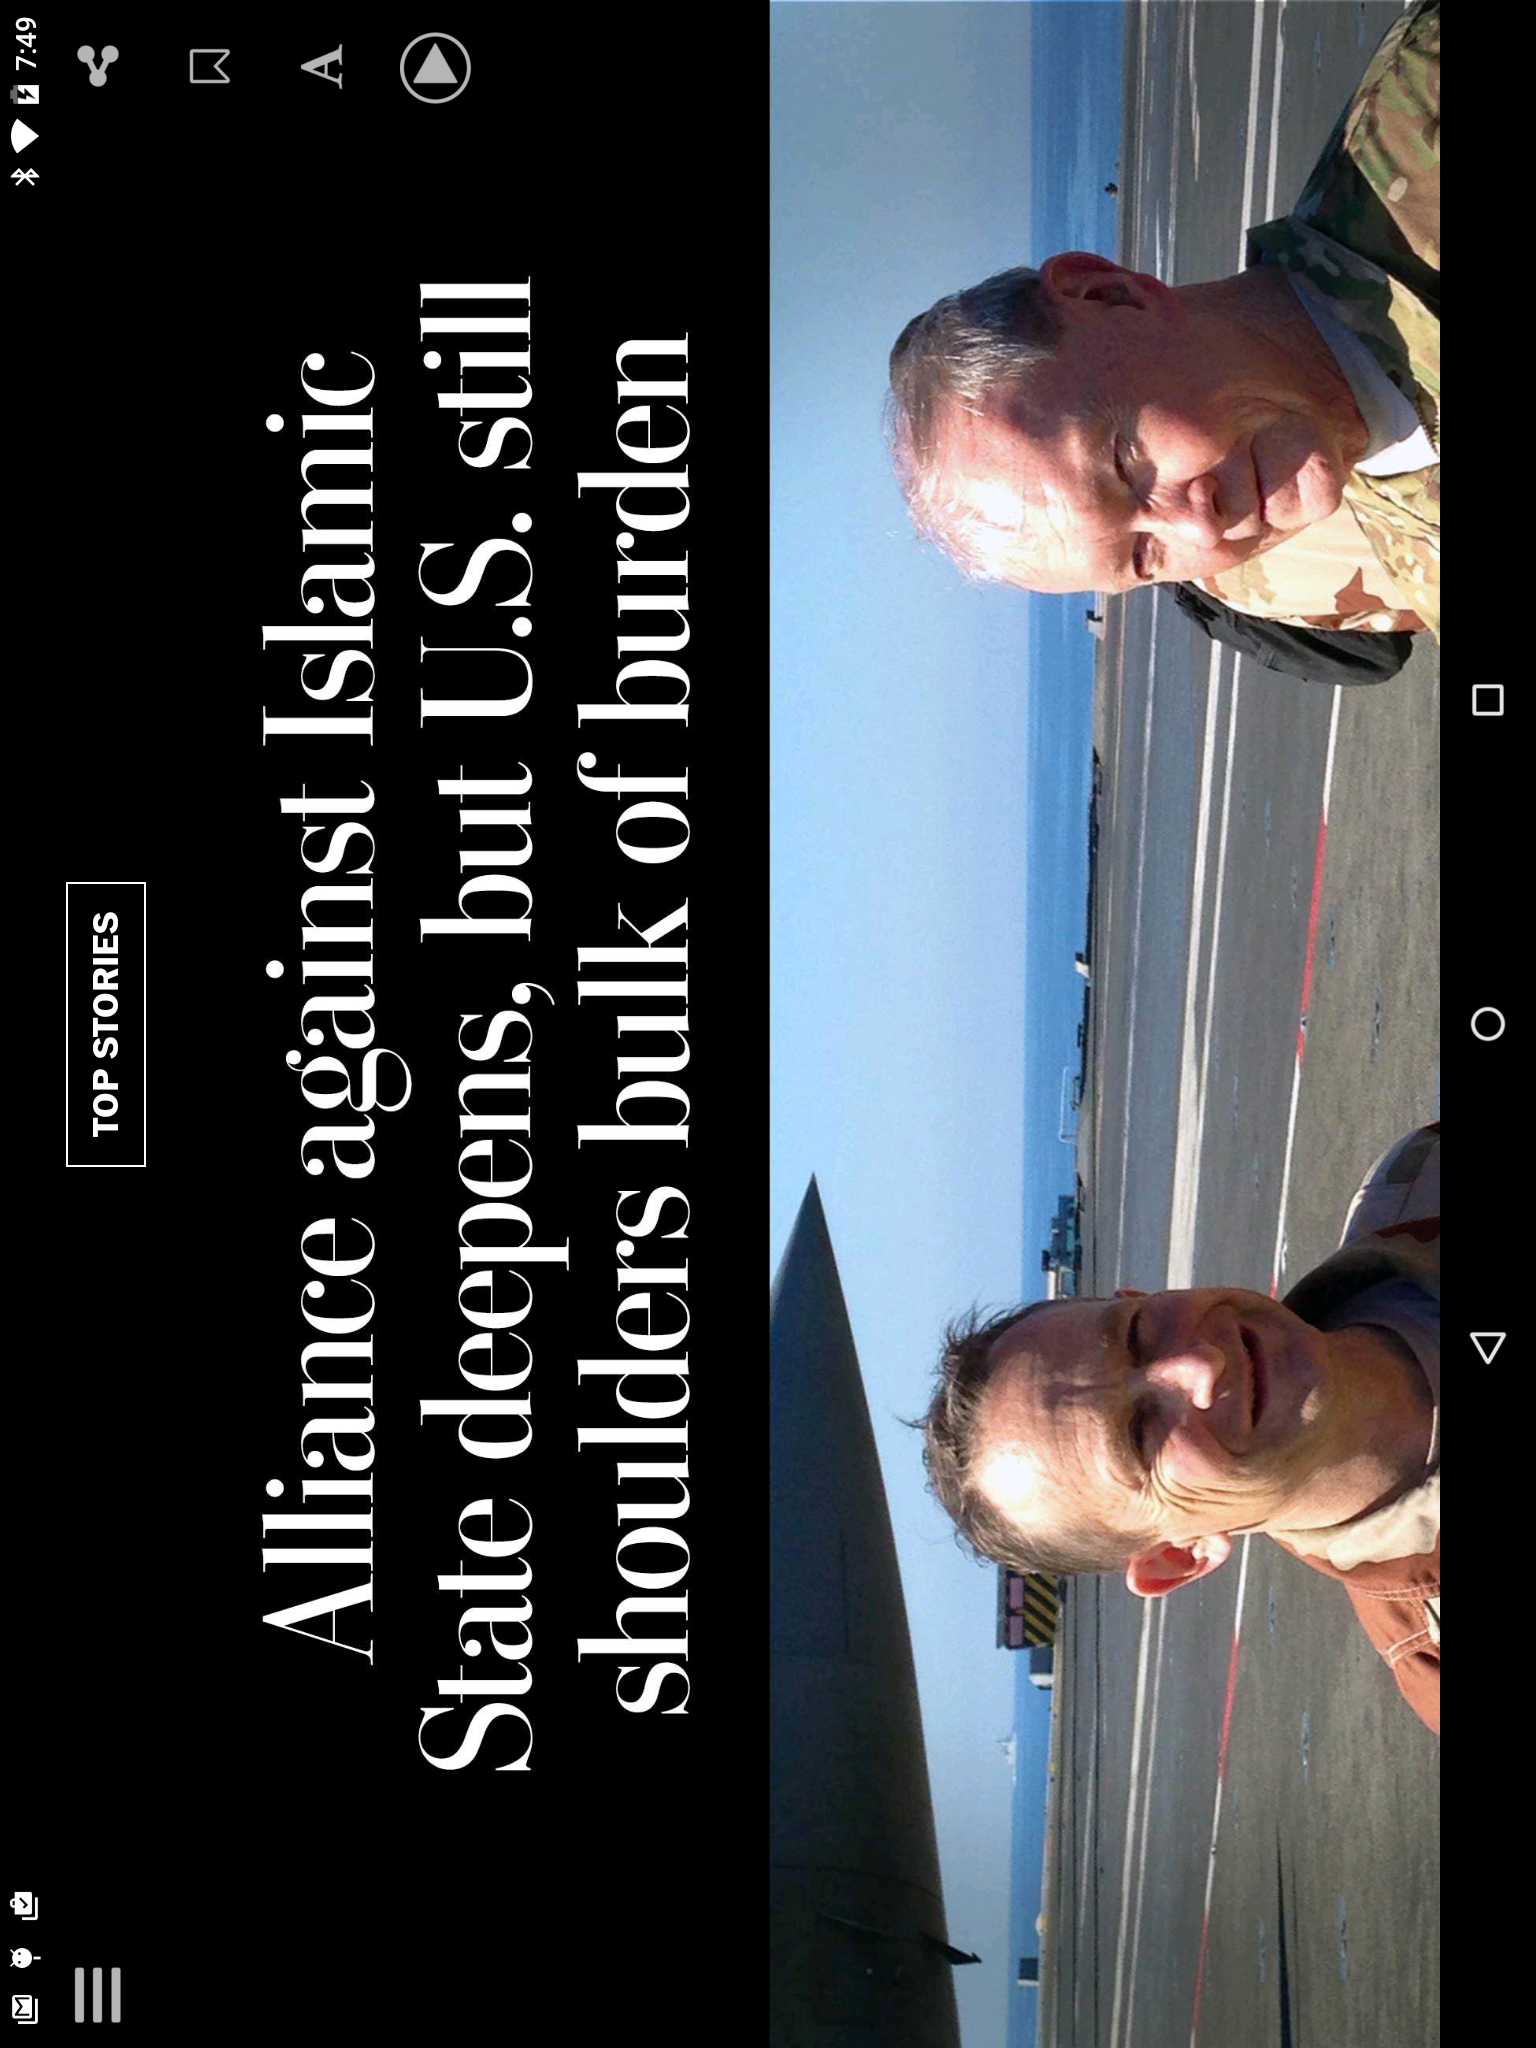 7:49
TOP STORIES
A
Alliance against Islamic
State deepens, but U.S. still
shoulders bulk of burden